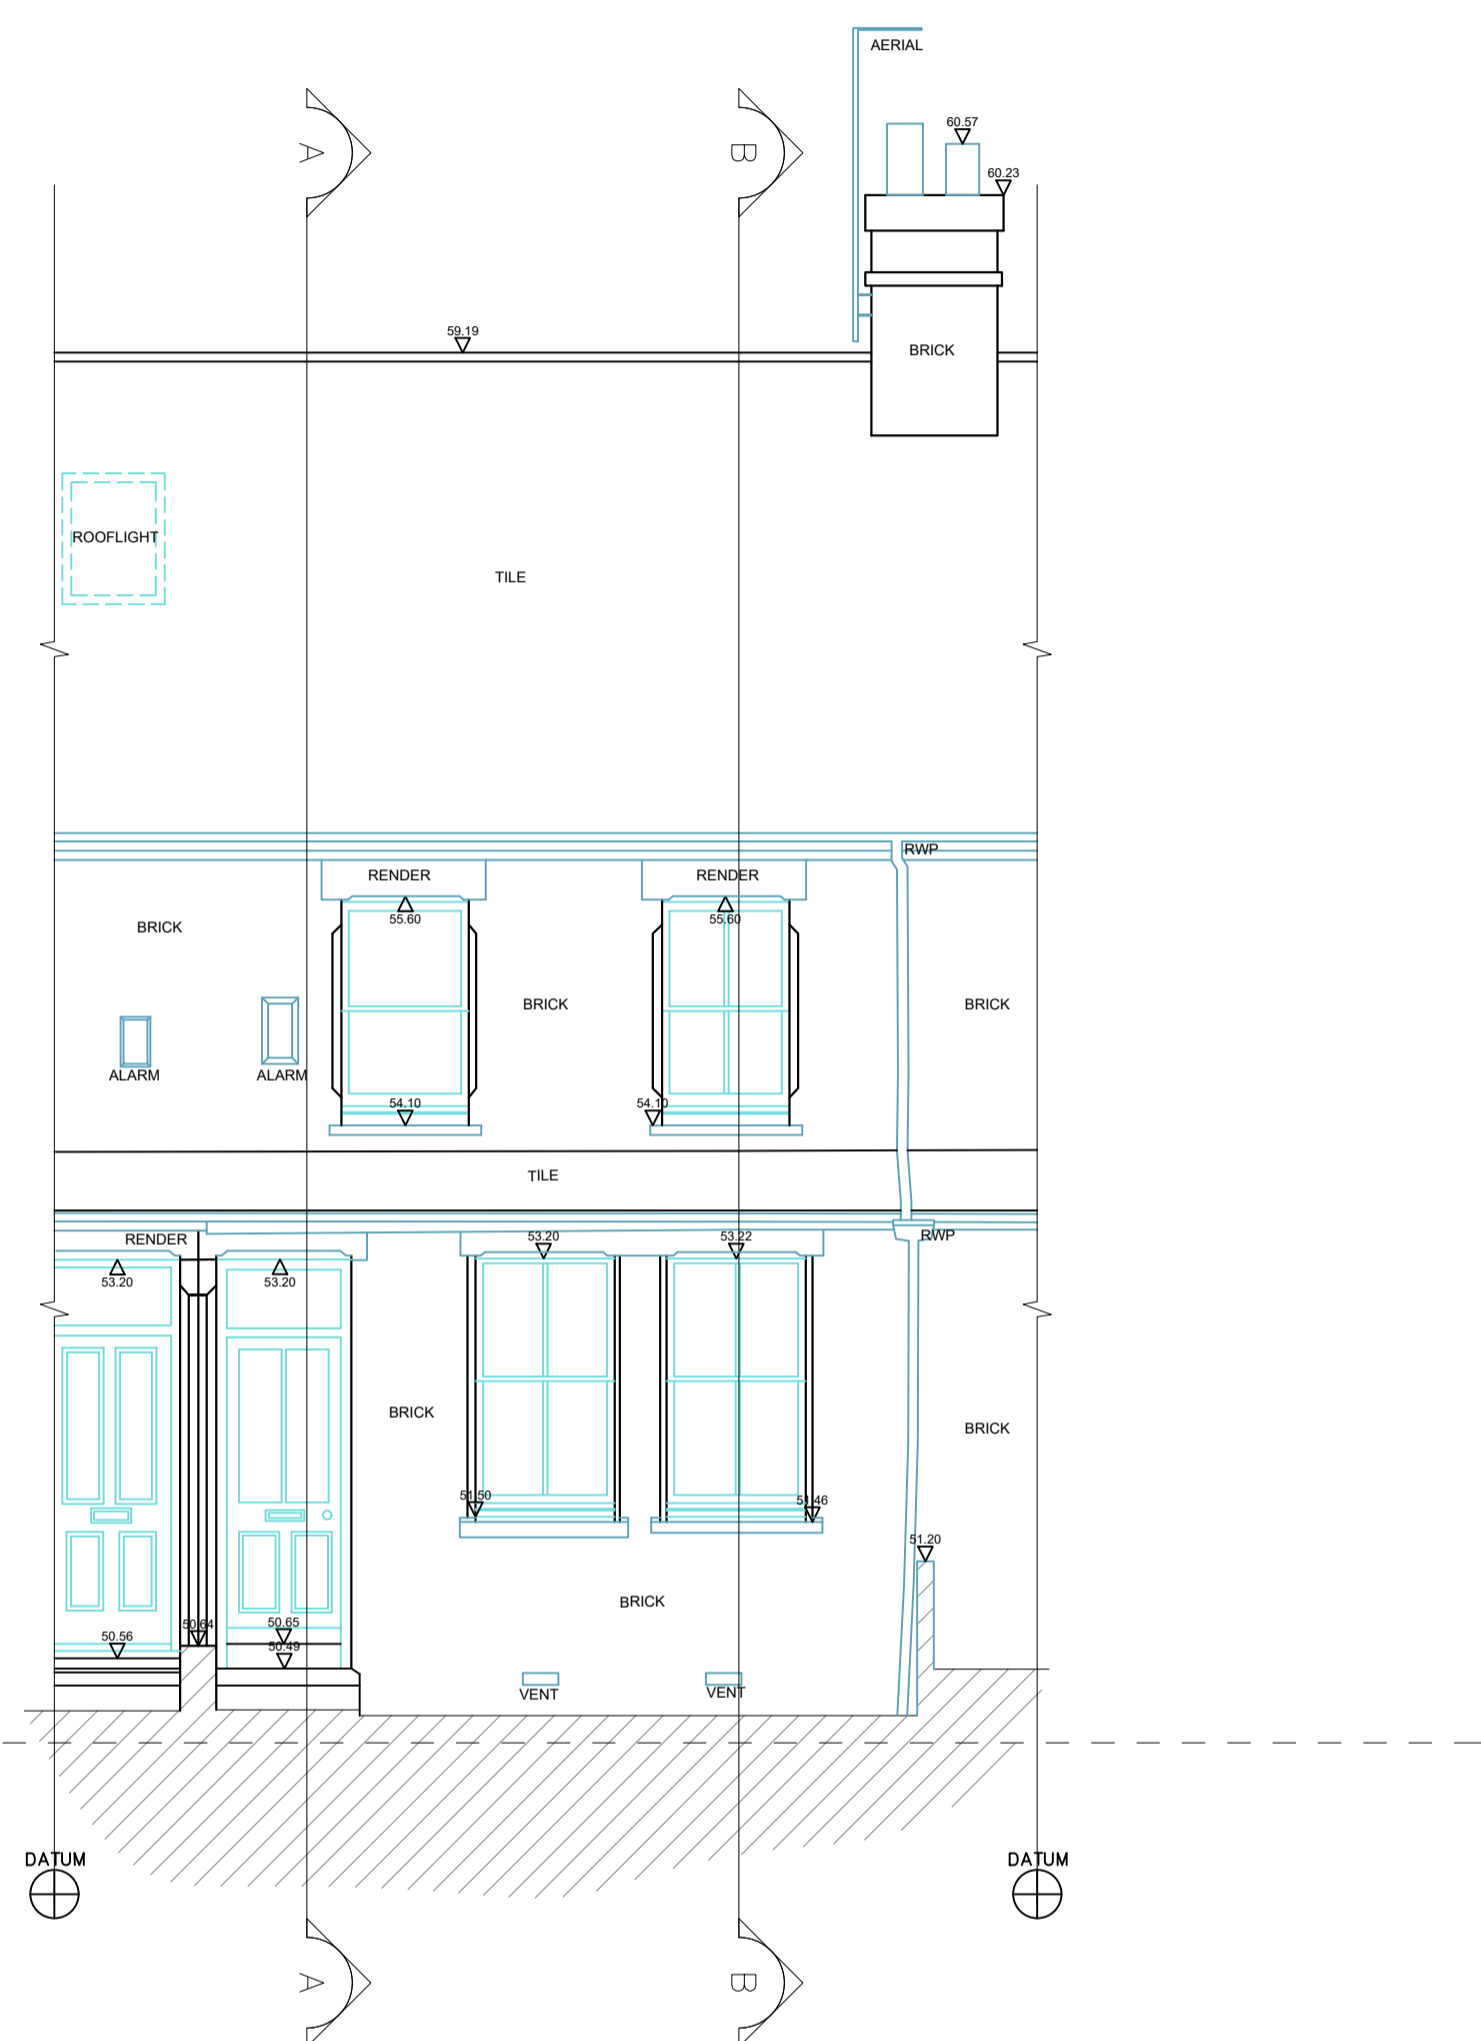 AERIAL
60.57
60.23
A
B
59.19
BRICK
ROOFLIGHT
TILE
RWP
RENDER
RENDER
55.60
55.60
BRICK
BRICK
BRICK
ALARM
ALARM
54.10
54.10
TILE
RENDER
53.20
53.22
RWP
53.20
53.20
BRICK
BRICK
51.50
51.46
51.20
BRICK
50.64
50.65
50.56
50.49
VENT
VENT
DATUM
DATUM
A
B